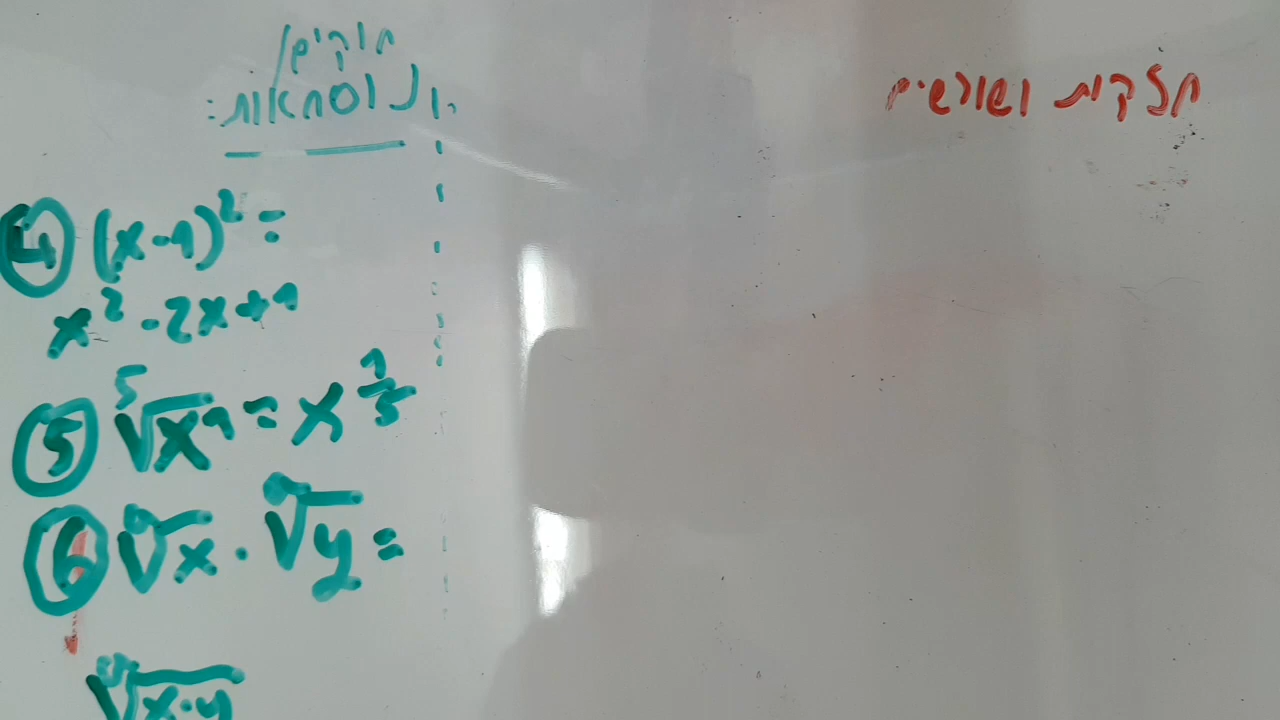 חזקות ושורשים
חוקים/
ונוסחאות:
④ (x-1)² =
x² - 2x + 1
⑤ ⁵√x¹ = x^(1/5)
⑥ ⁿ√x · ⁿ√y =
ⁿ√x·y